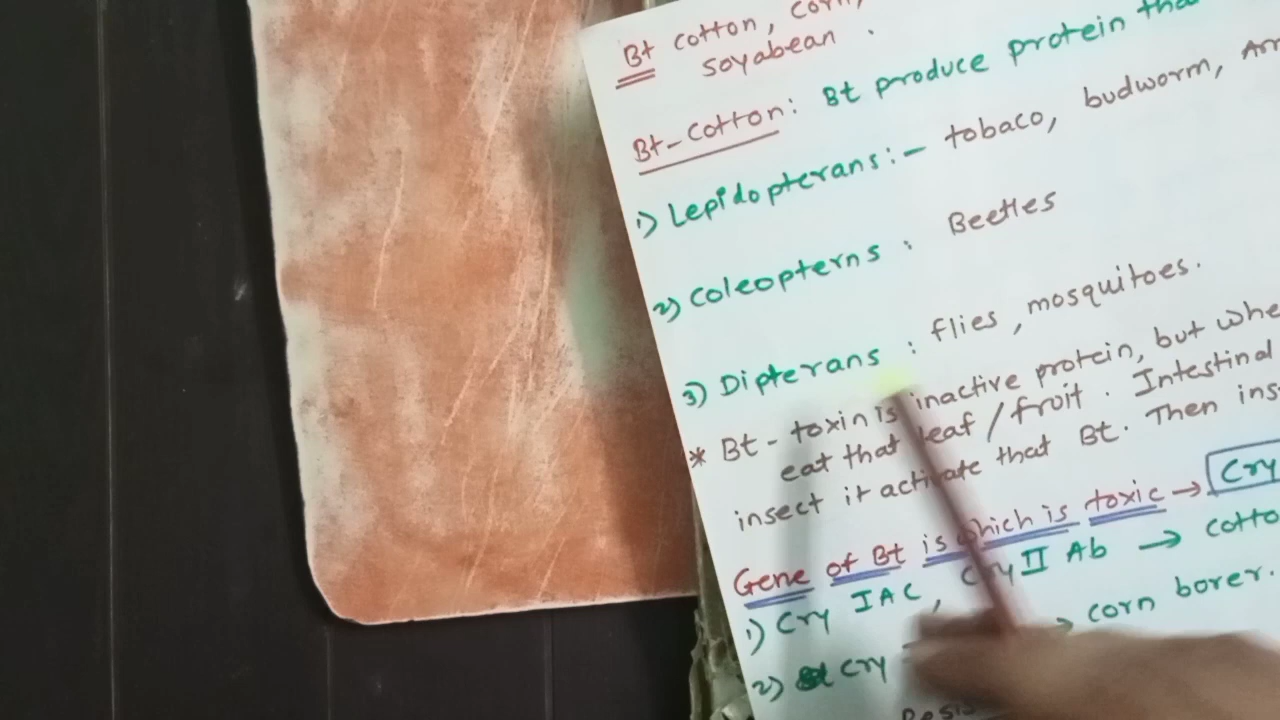 Bt cotton, corn,
soyabean .
Bt-Cotton: Bt produce protein that
1) Lepidopterans:- tobaco, budworm, Arm
2) Coleopterns : Beetles
3) Dipterans : flies, mosquitoes.
* Bt-toxin is inactive protein, but whe
eat that leaf/fruit. Intestinal
insect it activate that Bt. Then ins
Gene of Bt is which is toxic → Cry
1) Cry IAC, Cry II Ab → cotto
2) Cry → corn borer.